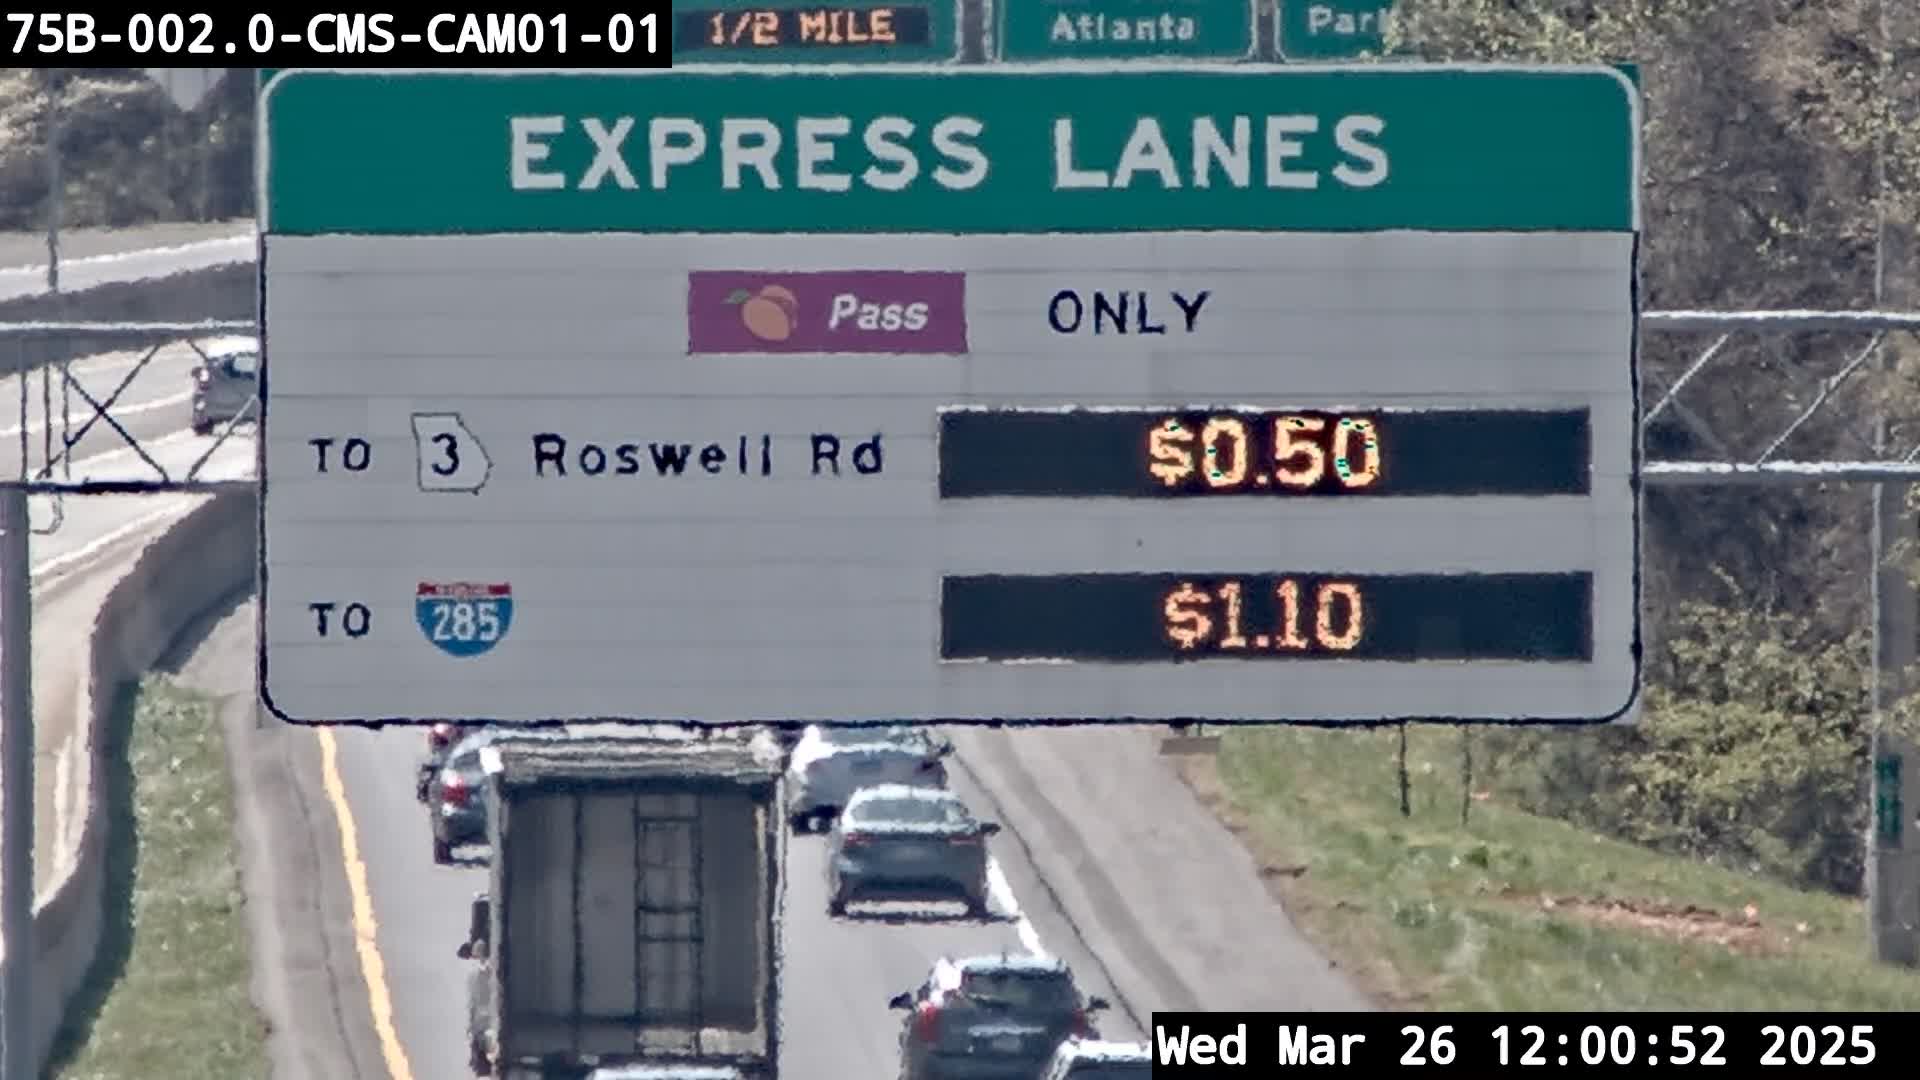 75B-002.0-CMS-CAM01-01
1/2 MILE
Atlanta
EXPRESS LANES
Pass ONLY
TO 3 Roswell Rd $0.50
TO 285 $1.10
Wed Mar 26 12:00:52 2025